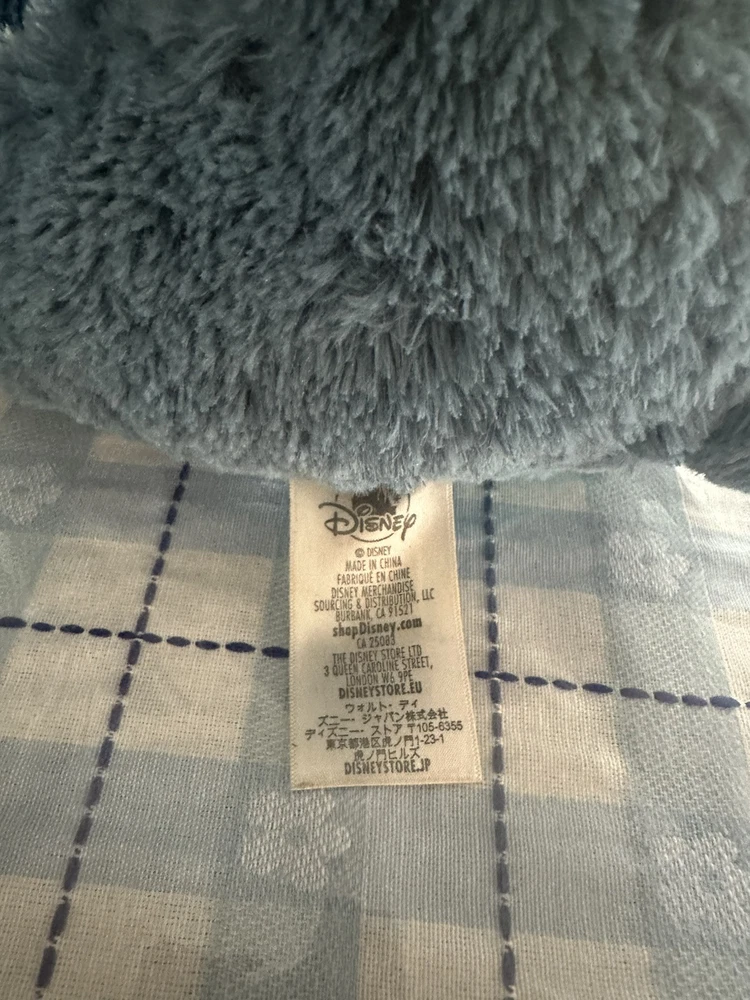 Disney
© DISNEY
MADE IN CHINA
FABRIQUÉ EN CHINE
DISNEY MERCHANDISE
SOURCING & DISTRIBUTION, LLC
BURBANK, CA 91521
shopDisney.com
CA 25083
THE DISNEY STORE LTD
3 QUEEN CAROLINE STREET,
LONDON W6 9PE
DISNEYSTORE.EU
ウォルト・ディ
ズニー・ジャパン株式会社
ディズニー・ストア 〒105-6355
東京都港区虎ノ門1-23-1
虎ノ門ヒルズ
DISNEYSTORE.JP